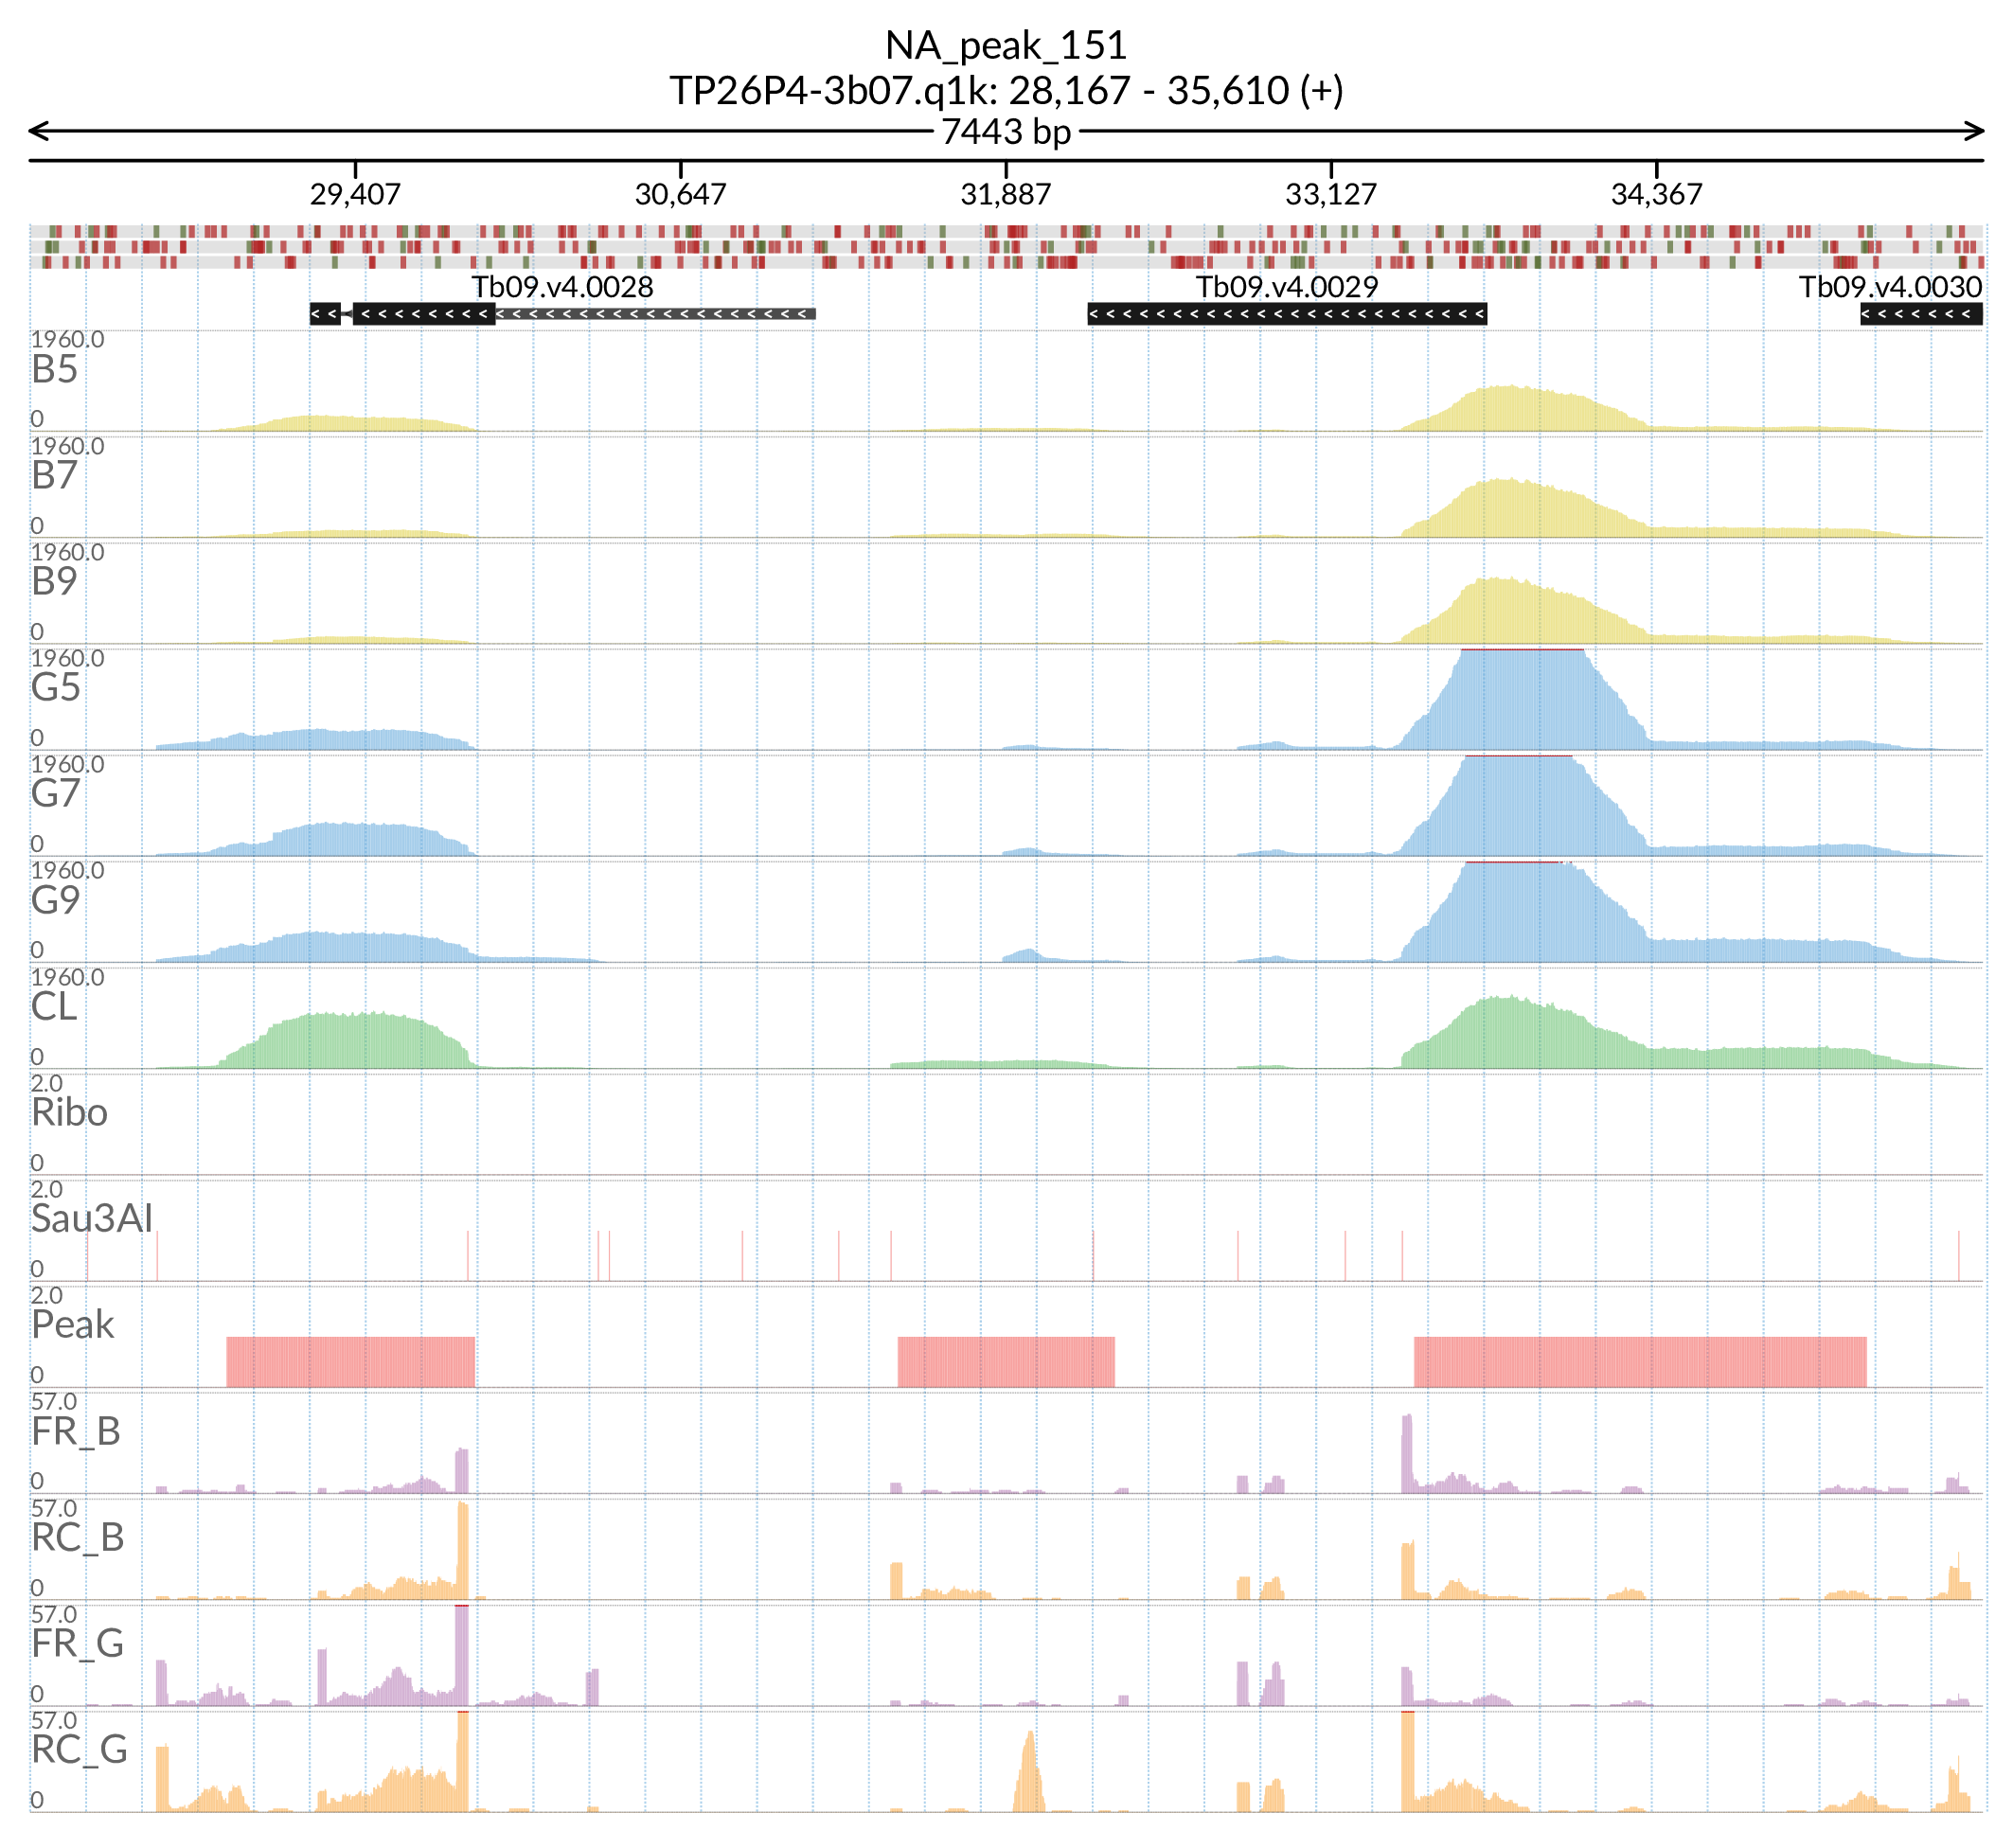 NA_peak_151
TP26P4-3b07.q1k: 28,167 - 35,610 (+)
7443 bp
29,407 30,647 31,887 33,127 34,367
Tb09.v4.0028 Tb09.v4.0029 Tb09.v4.0030
1960.0
B5
0
1960.0
B7
0
1960.0
B9
0
1960.0
G5
0
1960.0
G7
0
1960.0
G9
0
1960.0
CL
0
2.0
Ribo
0
2.0
Sau3AI
0
2.0
Peak
0
57.0
FR_B
0
57.0
RC_B
0
57.0
FR_G
0
57.0
RC_G
0